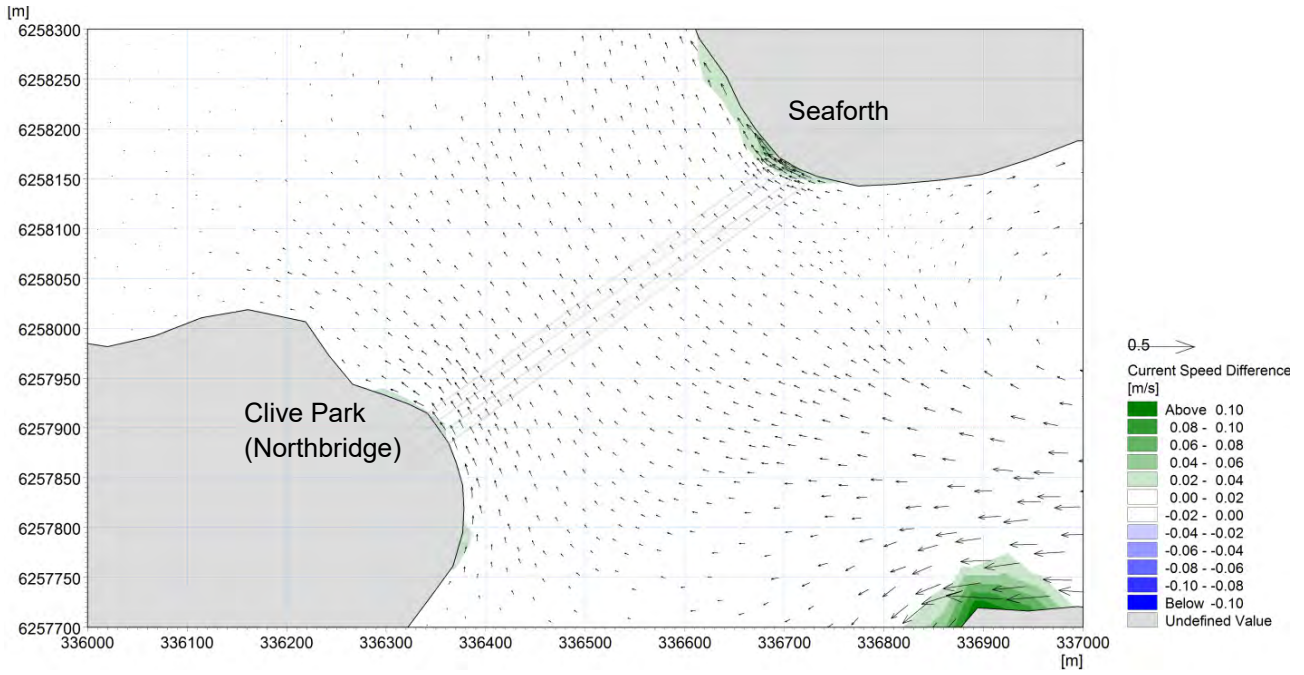 [m]
6258300
6258250
6258200
6258150
6258100
6258050
6258000
6257950
6257900
6257850
6257800
6257750
6257700
Seaforth
Clive Park
(Northbridge)
336000 336100 336200 336300 336400 336500 336600 336700 336800 336900 337000
[m]
0.5
Current Speed Difference
[m/s]
Above 0.10
0.08 - 0.10
0.06 - 0.08
0.04 - 0.06
0.02 - 0.04
0.00 - 0.02
-0.02 - 0.00
-0.04 - -0.02
-0.06 - -0.04
-0.08 - -0.06
-0.10 - -0.08
Below -0.10
Undefined Value